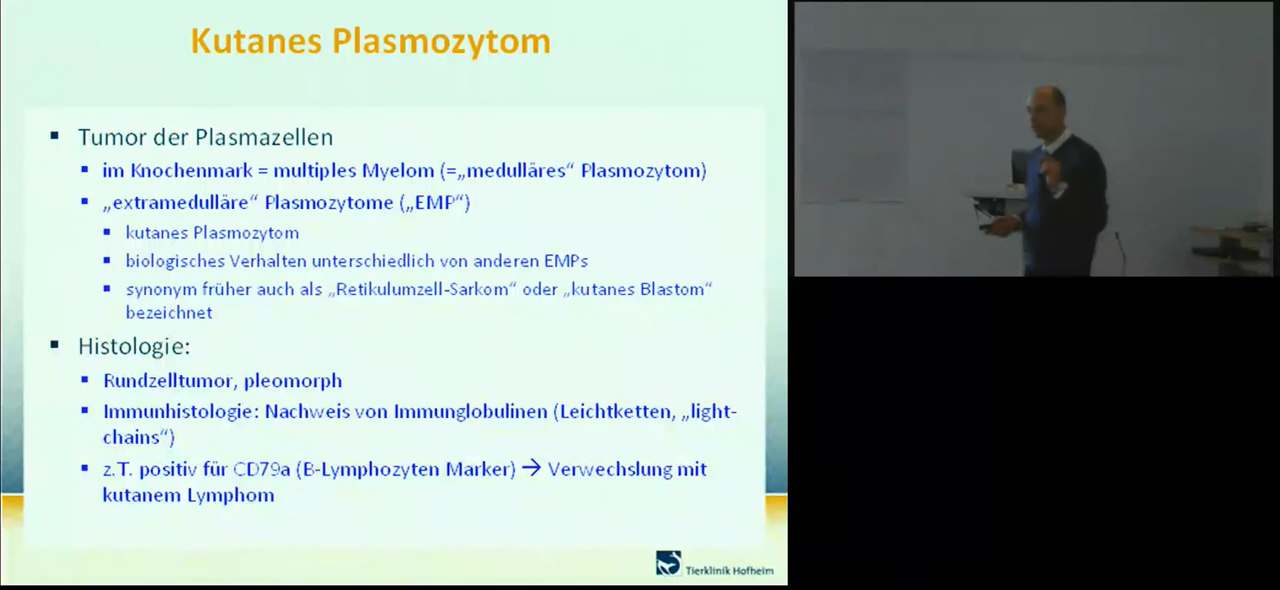 Kutanes Plasmozytom
▪ Tumor der Plasmazellen
▪ im Knochenmark = multiples Myelom (=„medulläres“ Plasmozytom)
▪ „extramedulläre“ Plasmozytome („EMP“)
▪ kutanes Plasmozytom
▪ biologisches Verhalten unterschiedlich von anderen EMPs
▪ synonym früher auch als „Retikulumzell-Sarkom“ oder „kutanes Blastom“
bezeichnet
▪ Histologie:
▪ Rundzelltumor, pleomorph
▪ Immunhistologie: Nachweis von Immunglobulinen (Leichtketten, „light-
chains“)
▪ z.T. positiv für CD79a (B-Lymphozyten Marker) → Verwechslung mit
kutanem Lymphom
Tierklinik Hofheim